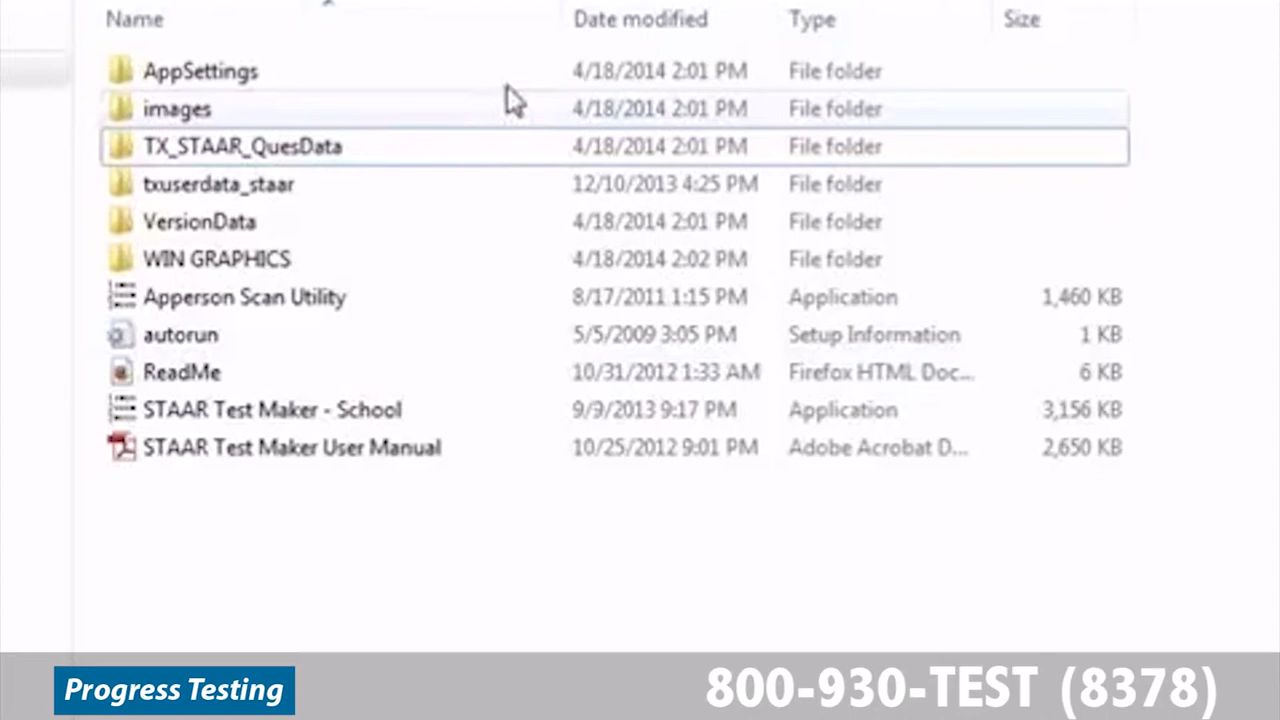 Name Date modified Type Size
AppSettings 4/18/2014 2:01 PM File folder
images 4/18/2014 2:01 PM File folder
TX_STAAR_QuesData 4/18/2014 2:01 PM File folder
txuserdata_staar 12/10/2013 4:25 PM File folder
VersionData 4/18/2014 2:01 PM File folder
WIN GRAPHICS 4/18/2014 2:02 PM File folder
Apperson Scan Utility 8/17/2011 1:15 PM Application 1,460 KB
autorun 5/5/2009 3:05 PM Setup Information 1 KB
ReadMe 10/31/2012 1:33 AM Firefox HTML Doc... 6 KB
STAAR Test Maker - School 9/9/2013 9:17 PM Application 3,156 KB
STAAR Test Maker User Manual 10/25/2012 9:01 PM Adobe Acrobat D... 2,650 KB
Progress Testing 800-930-TEST (8378)